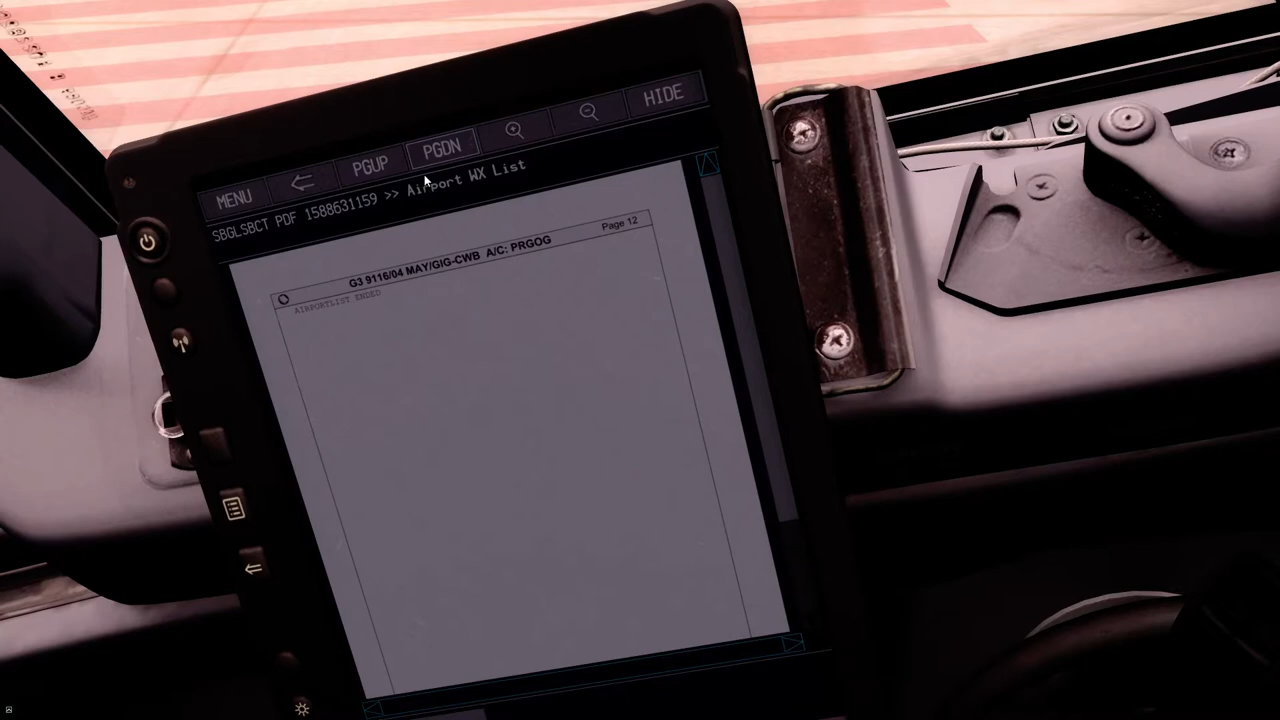 MENU
PGUP
PGDN
HIDE
SBGLSBCT PDF 1588631159 >> Airport WX List
G3 9116/04 MAY/GIG-CWB A/C: PRGOG
Page 12
AIRPORTLIST ENDED